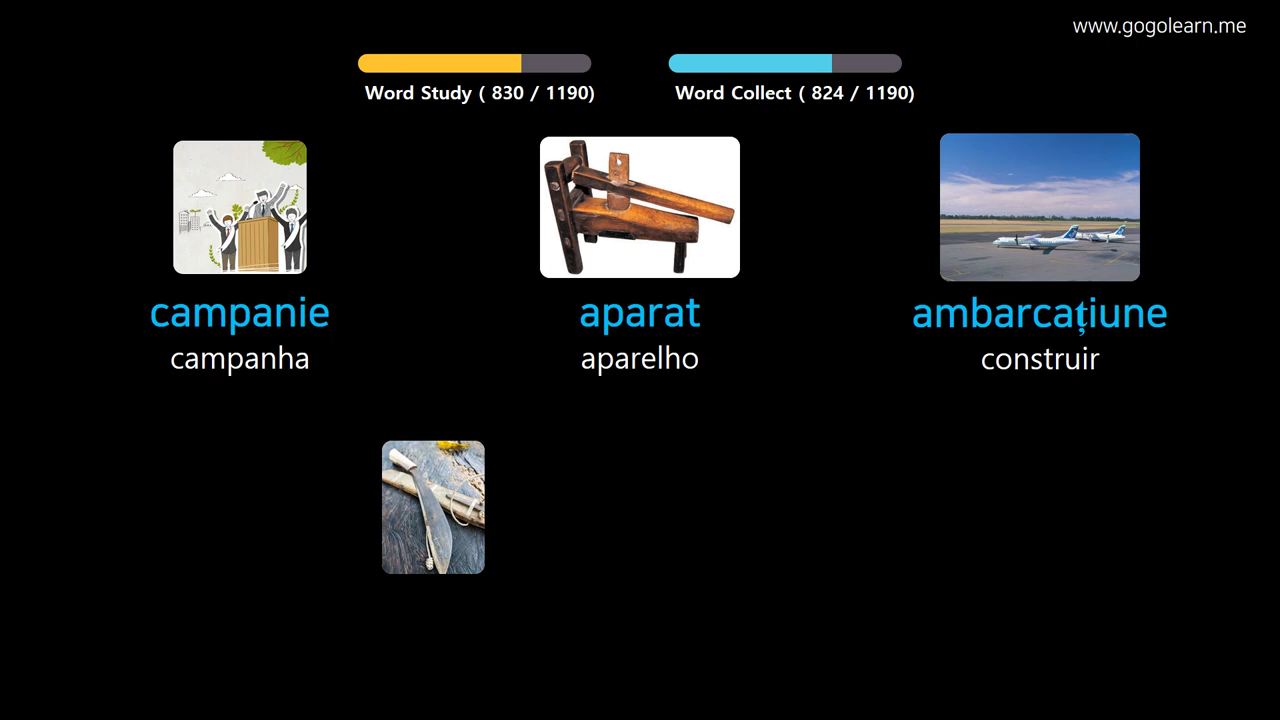 www.gogolearn.me
Word Study ( 830 / 1190)
Word Collect ( 824 / 1190)
campanie
campanha
aparat
aparelho
ambarcațiune
construir